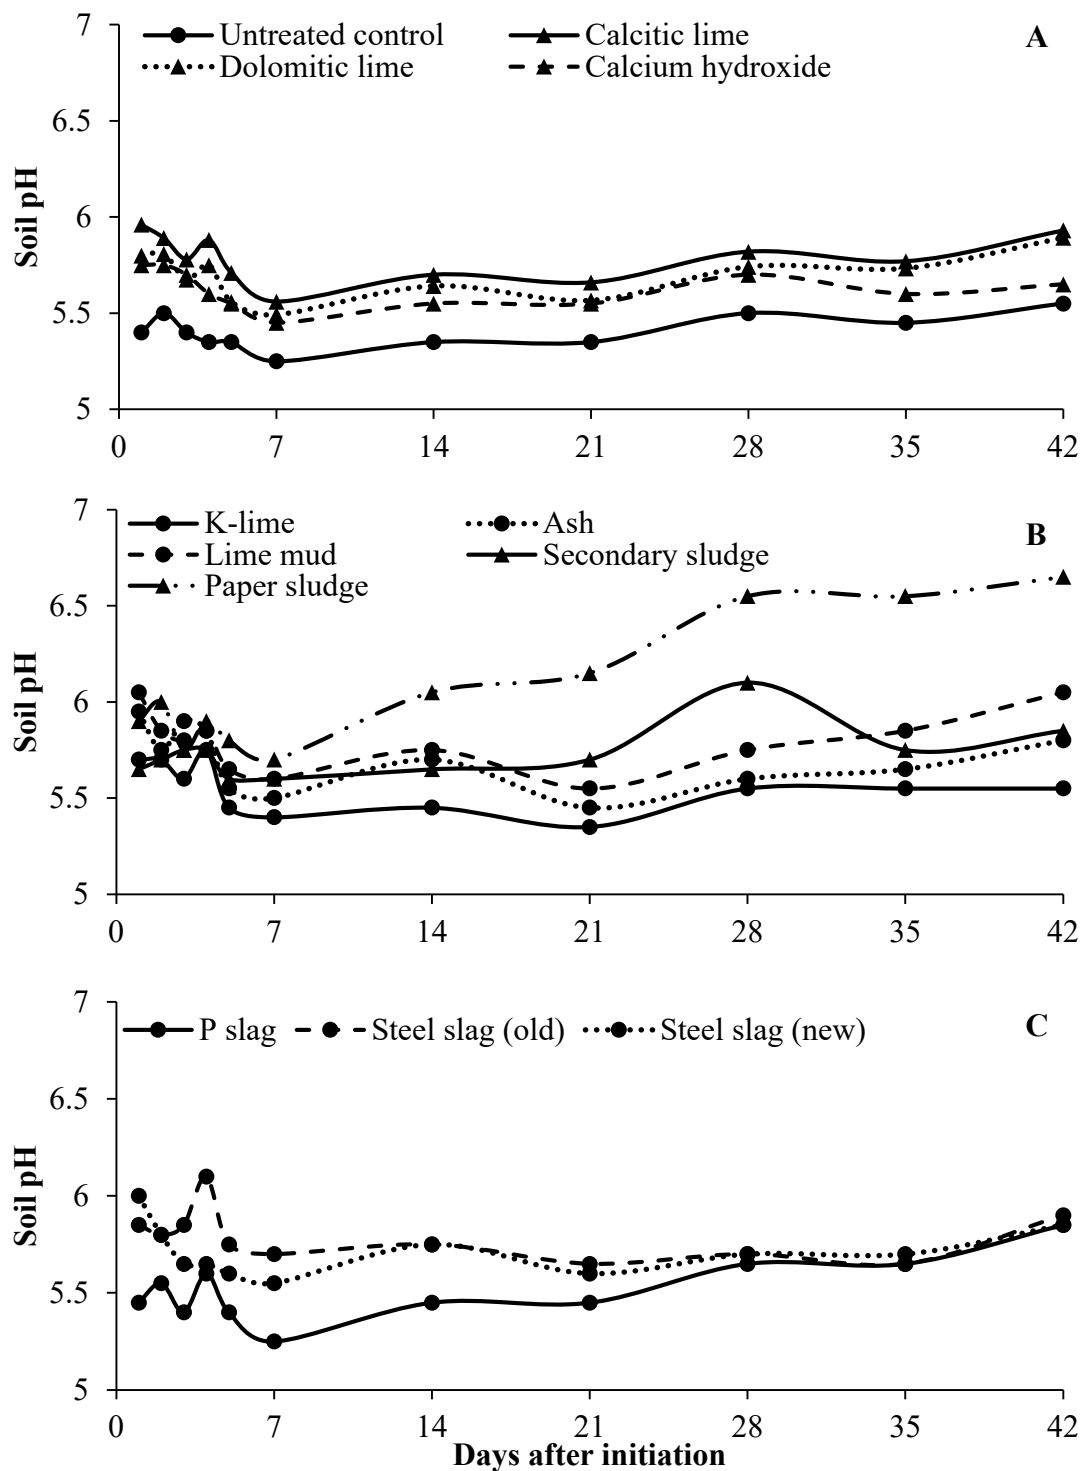 7
Untreated control
Calcitic lime
A
Dolomitic lime
Calcium hydroxide
6.5
Soil pH
6
5.5
5
0 7 14 21 28 35 42
7
K-lime
Ash
B
Lime mud
Secondary sludge
Paper sludge
6.5
Soil pH
6
5.5
5
0 7 14 21 28 35 42
7
P slag
Steel slag (old)
Steel slag (new)
C
6.5
Soil pH
6
5.5
5
0 7 14 21 28 35 42
Days after initiation